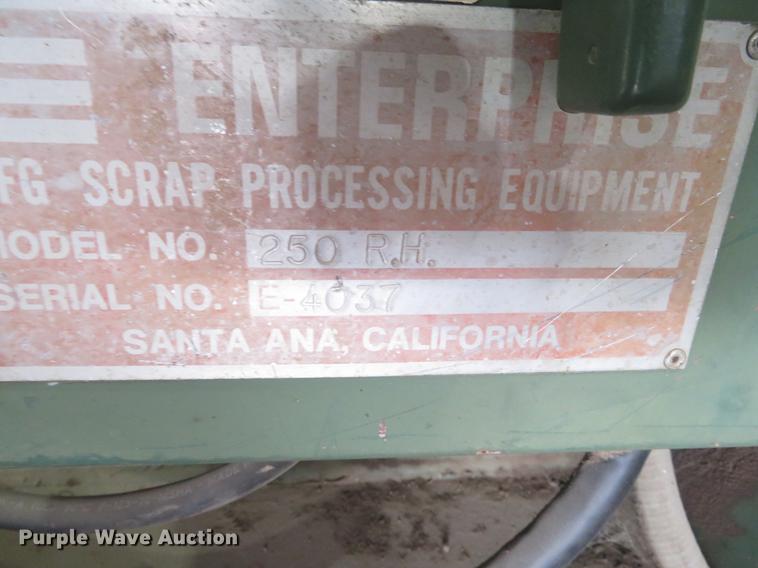 ENTERPRISE
FG SCRAP PROCESSING EQUIPMENT
MODEL NO. 250 R.H.
SERIAL NO. E-4037
SANTA ANA, CALIFORNIA
Purple Wave Auction